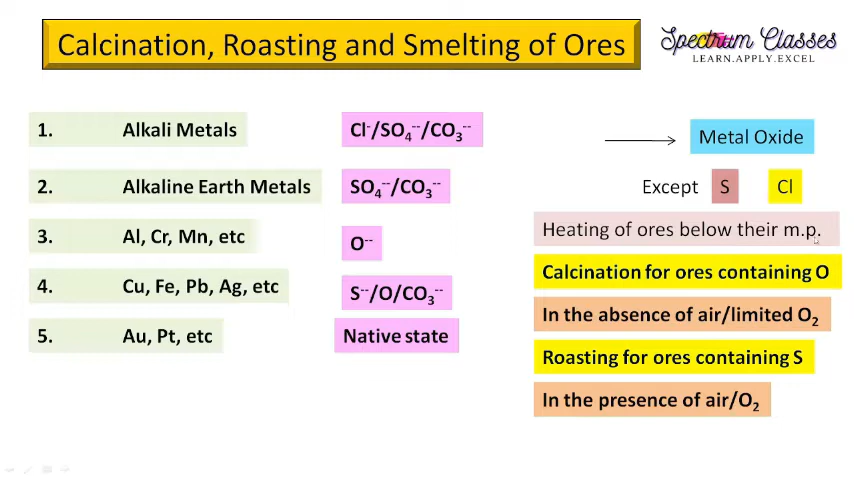 Calcination, Roasting and Smelting of Ores
Spectrum Classes
LEARN.APPLY.EXCEL
1. Alkali Metals Cl⁻/SO₄⁻⁻/CO₃⁻⁻
Metal Oxide
2. Alkaline Earth Metals SO₄⁻⁻/CO₃⁻⁻
Except S Cl
3. Al, Cr, Mn, etc O⁻⁻
Heating of ores below their m.p.
4. Cu, Fe, Pb, Ag, etc S⁻⁻/O/CO₃⁻⁻
Calcination for ores containing O
In the absence of air/limited O₂
5. Au, Pt, etc Native state
Roasting for ores containing S
In the presence of air/O₂